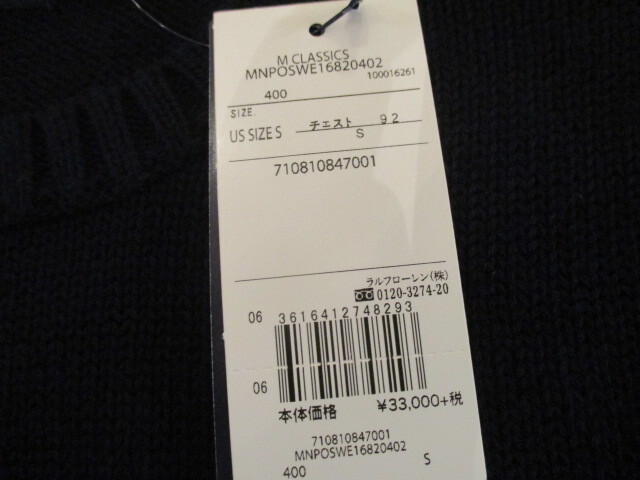 M CLASSICS
MNPOSWE16820402
100016261
400
SIZE.
US SIZE S チェスト 92
S
710810847001
ラルフローレン(株)
0120-3274-20
06 3616412748293
06
本体価格 ¥33,000+税
710810847001
MNPOSWE16820402
400 S